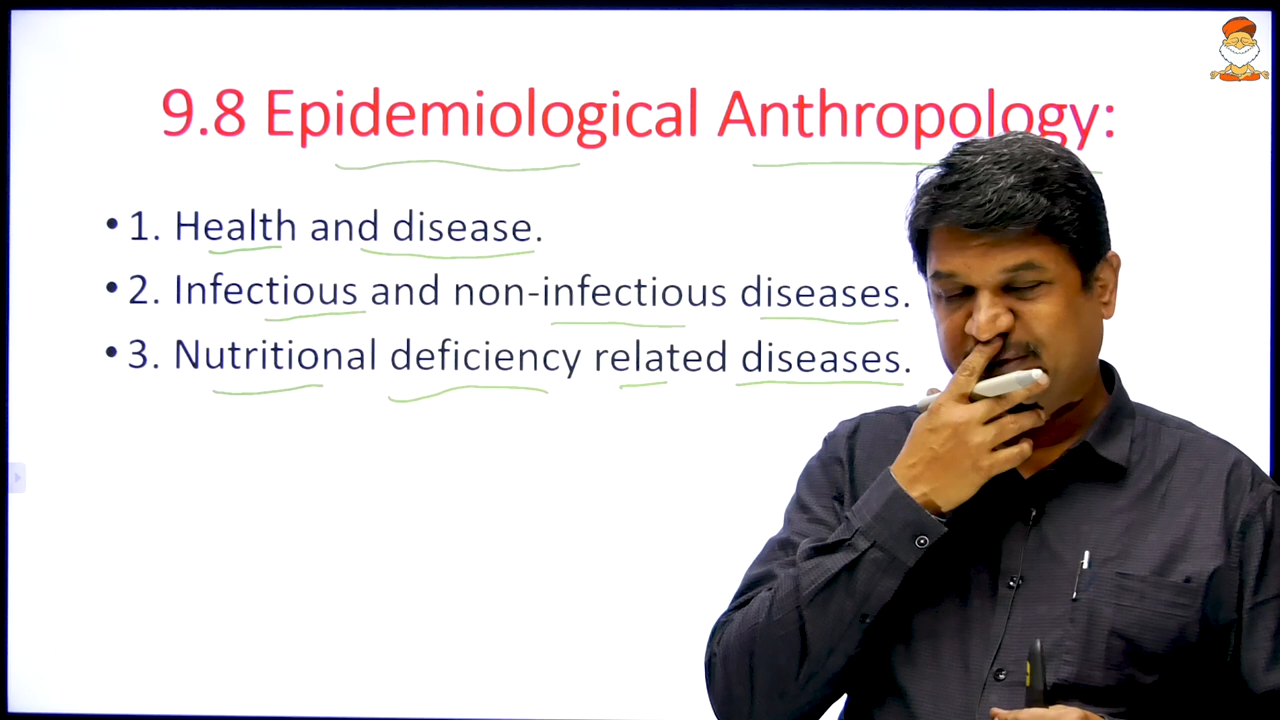 9.8 Epidemiological Anthropology:
• 1. Health and disease.
• 2. Infectious and non-infectious diseases.
• 3. Nutritional deficiency related diseases.